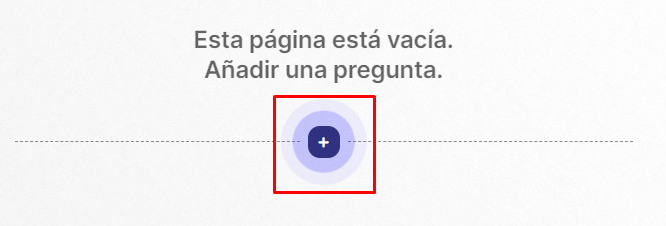 Esta página está vacía.
Añadir una pregunta.
+